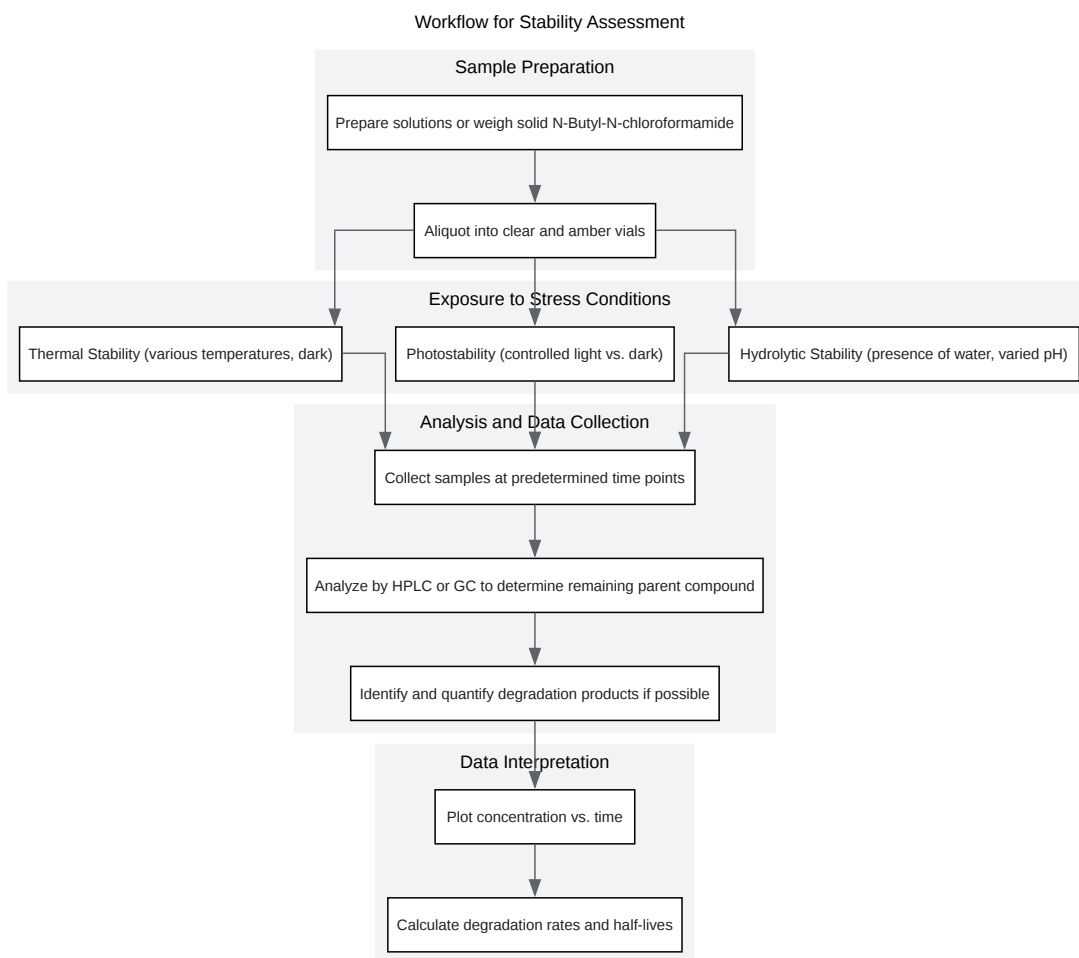 Workflow for Stability Assessment
Sample Preparation
Prepare solutions or weigh solid N-Butyl-N-chloroformamide
Aliquot into clear and amber vials
Exposure to Stress Conditions
Thermal Stability (various temperatures, dark)
Photostability (controlled light vs. dark)
Hydrolytic Stability (presence of water, varied pH)
Analysis and Data Collection
Collect samples at predetermined time points
Analyze by HPLC or GC to determine remaining parent compound
Identify and quantify degradation products if possible
Data Interpretation
Plot concentration vs. time
Calculate degradation rates and half-lives